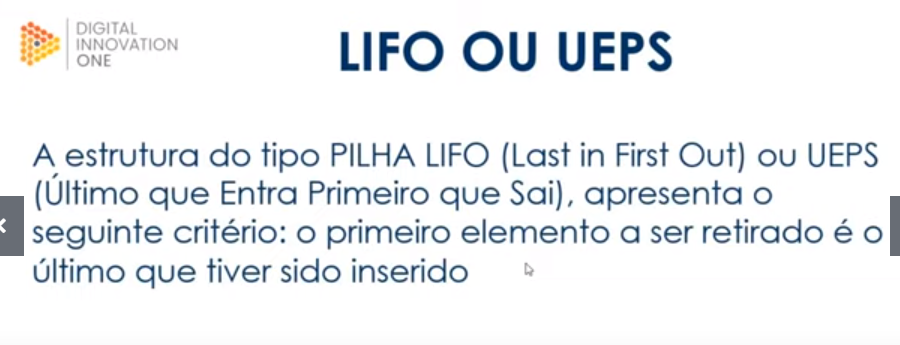 DIGITAL
INNOVATION
ONE
LIFO OU UEPS
A estrutura do tipo PILHA LIFO (Last in First Out) ou UEPS
(Último que Entra Primeiro que Sai), apresenta o
seguinte critério: o primeiro elemento a ser retirado é o
último que tiver sido inserido